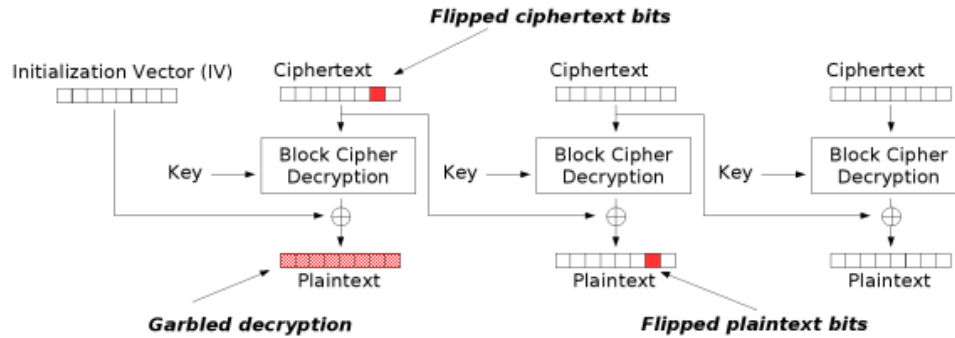 Flipped ciphertext bits
Initialization Vector (IV)
Ciphertext
Ciphertext
Ciphertext
Key
Block Cipher
Decryption
Key
Block Cipher
Decryption
Key
Block Cipher
Decryption
Plaintext
Plaintext
Plaintext
Garbled decryption
Flipped plaintext bits